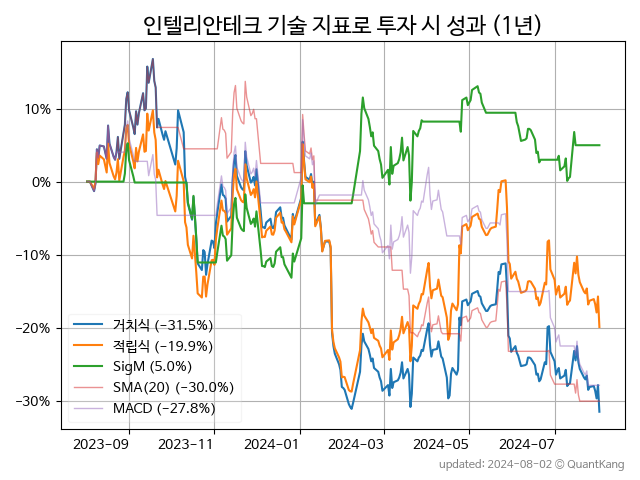 인텔리안테크 기술 지표로 투자 시 성과 (1년)
10%
0%
−10%
−20%
−30%
거치식 (−31.5%)
적립식 (−19.9%)
SigM (5.0%)
SMA(20) (−30.0%)
MACD (−27.8%)
2023-09
2023-11
2024-01
2024-03
2024-05
2024-07
updated: 2024-08-02 © QuantKang